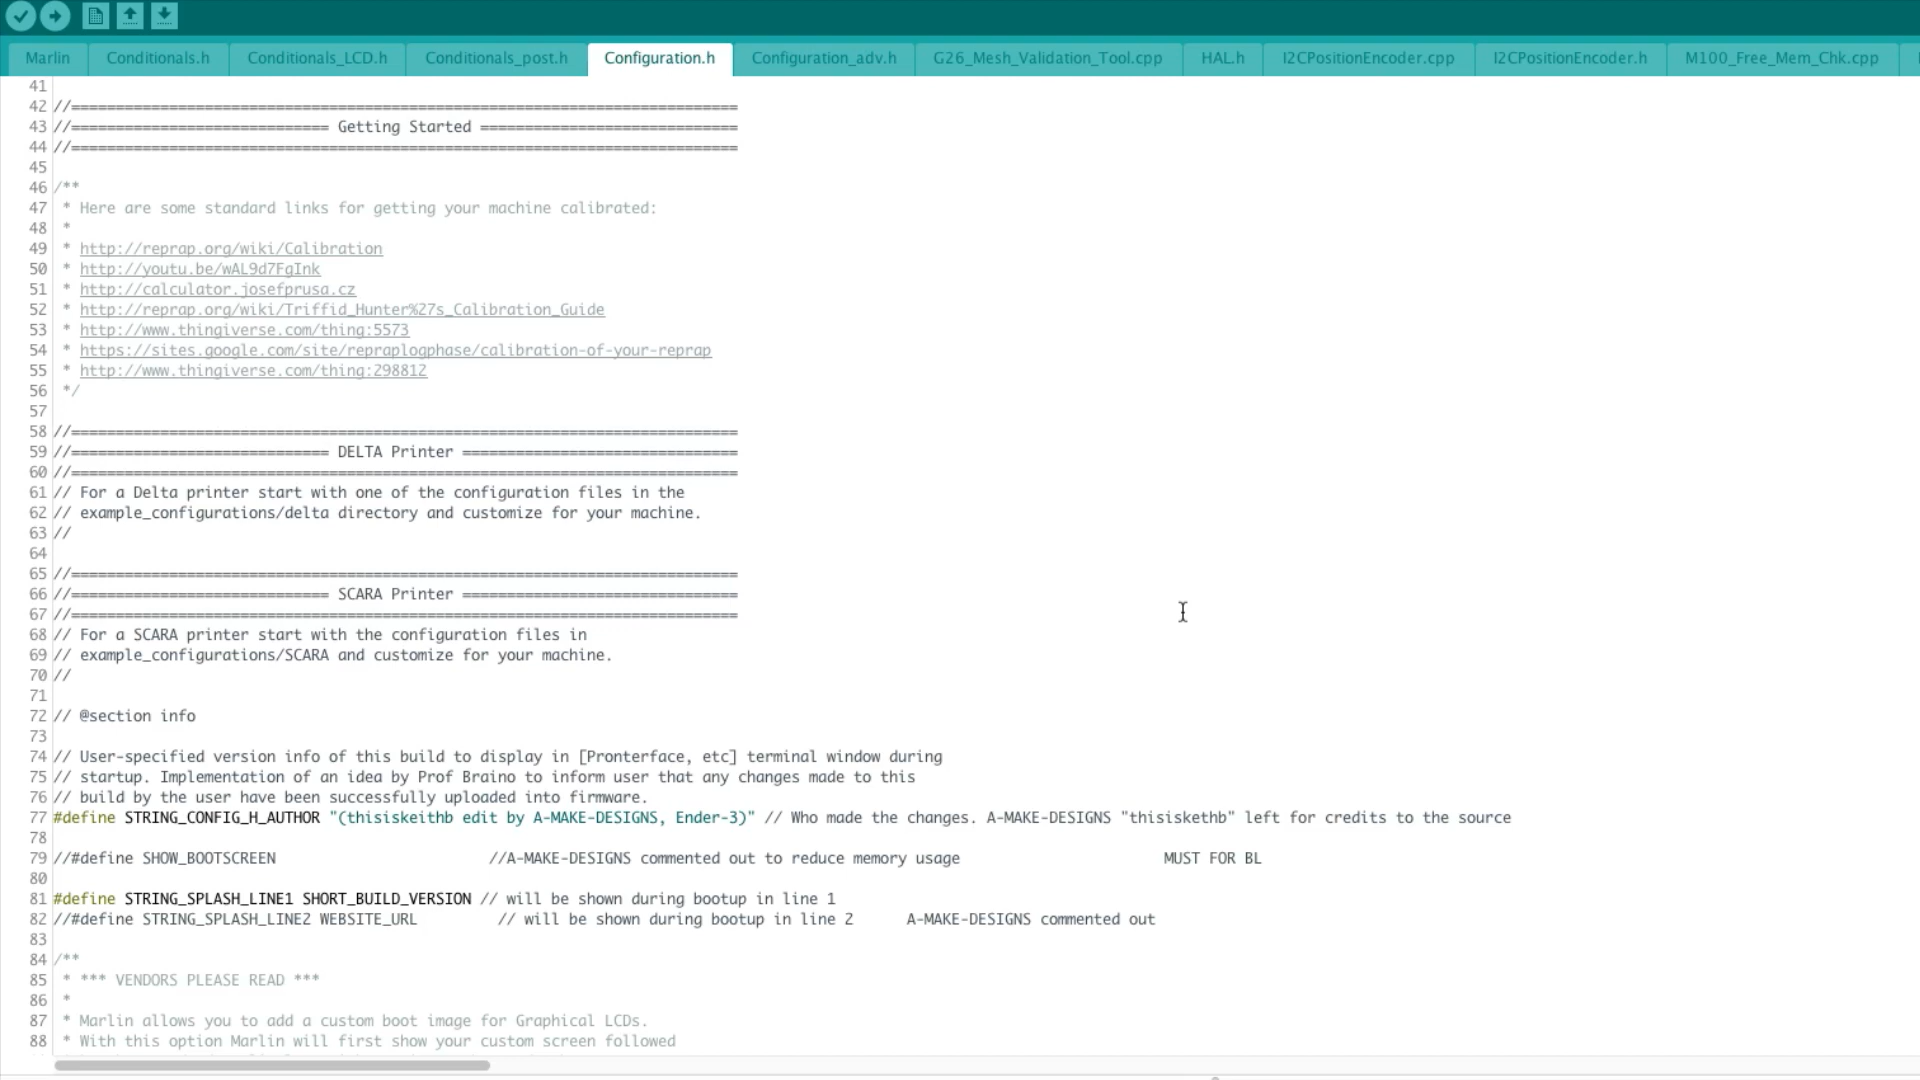 Marlin Conditionals.h Conditionals_LCD.h Conditionals_post.h Configuration.h Configuration_adv.h G26_Mesh_Validation_Tool.cpp HAL.h I2CPositionEncoder.cpp I2CPositionEncoder.h M100_Free_Mem_Chk.cpp
41
42 //===========================================================================
43 //============================= Getting Started =============================
44 //===========================================================================
45
46 /**
47 * Here are some standard links for getting your machine calibrated:
48 *
49 * http://reprap.org/wiki/Calibration
50 * http://youtu.be/wAL9d7FgInk
51 * http://calculator.josefprusa.cz
52 * http://reprap.org/wiki/Triffid_Hunter%27s_Calibration_Guide
53 * http://www.thingiverse.com/thing:5573
54 * https://sites.google.com/site/repraplogphase/calibration-of-your-reprap
55 * http://www.thingiverse.com/thing:298812
56 */
57
58 //===========================================================================
59 //============================= DELTA Printer ===============================
60 //===========================================================================
61 // For a Delta printer start with one of the configuration files in the
62 // example_configurations/delta directory and customize for your machine.
63 //
64
65 //===========================================================================
66 //============================= SCARA Printer ===============================
67 //===========================================================================
68 // For a SCARA printer start with the configuration files in
69 // example_configurations/SCARA and customize for your machine.
70 //
71
72 // @section info
73
74 // User-specified version info of this build to display in [Pronterface, etc] terminal window during
75 // startup. Implementation of an idea by Prof Braino to inform user that any changes made to this
76 // build by the user have been successfully uploaded into firmware.
77 #define STRING_CONFIG_H_AUTHOR "(thisiskeithb edit by A-MAKE-DESIGNS, Ender-3)" // Who made the changes. A-MAKE-DESIGNS "thisiskethb" left for credits to the source
78
79 //#define SHOW_BOOTSCREEN //A-MAKE-DESIGNS commented out to reduce memory usage MUST FOR BL
80
81 #define STRING_SPLASH_LINE1 SHORT_BUILD_VERSION // will be shown during bootup in line 1
82 //#define STRING_SPLASH_LINE2 WEBSITE_URL // will be shown during bootup in line 2 A-MAKE-DESIGNS commented out
83
84 /**
85 * *** VENDORS PLEASE READ ***
86 *
87 * Marlin allows you to add a custom boot image for Graphical LCDs.
88 * With this option Marlin will first show your custom screen followed